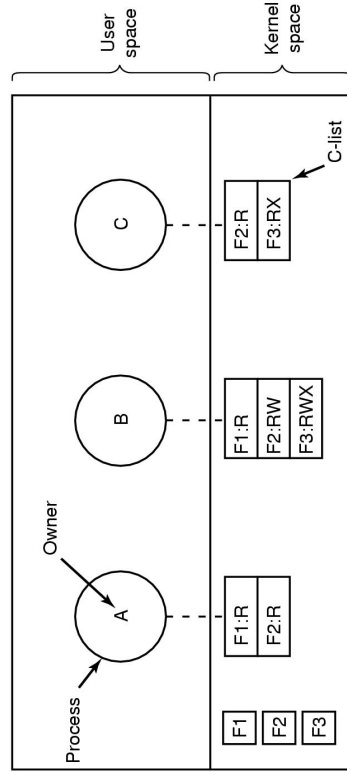 Owner
Process
A
B
C
User
space
F1
F2
F3
F1:R
F2:R
F1:R
F2:RW
F3:RWX
F2:R
F3:RX
C-list
Kernel
space